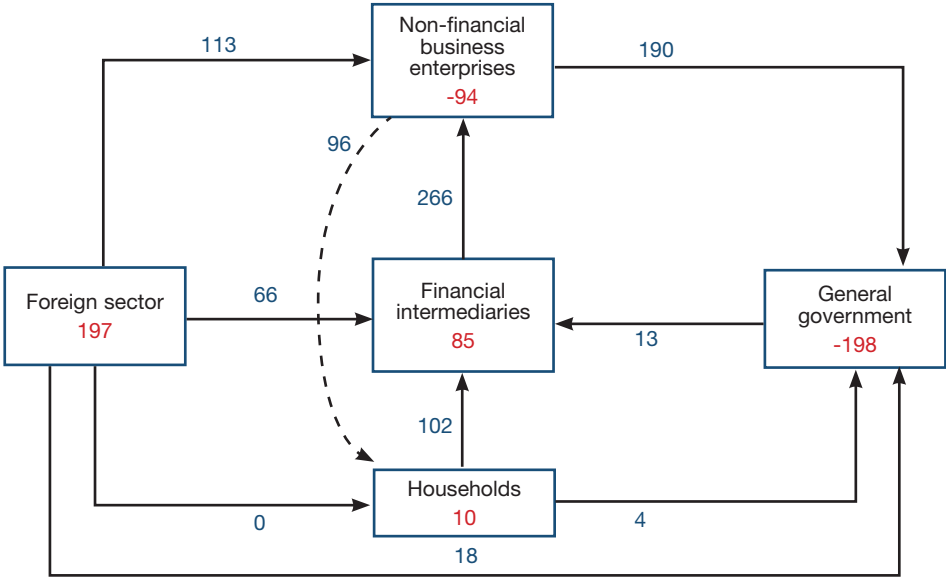 Non-financial
business
enterprises
-94
113
190
96
266
Foreign sector
197
66
Financial
intermediaries
85
General
government
-198
13
102
Households
10
0
4
18